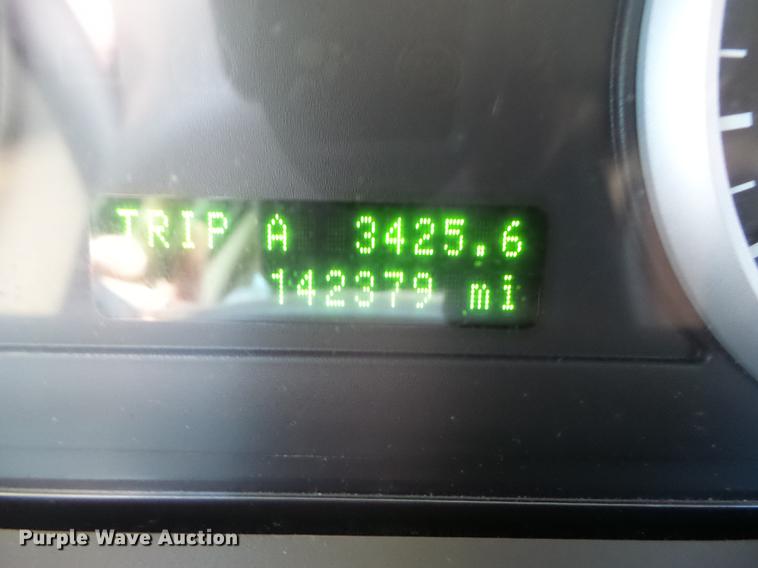 TRIP A 3425.6
142379 mi
Purple Wave Auction